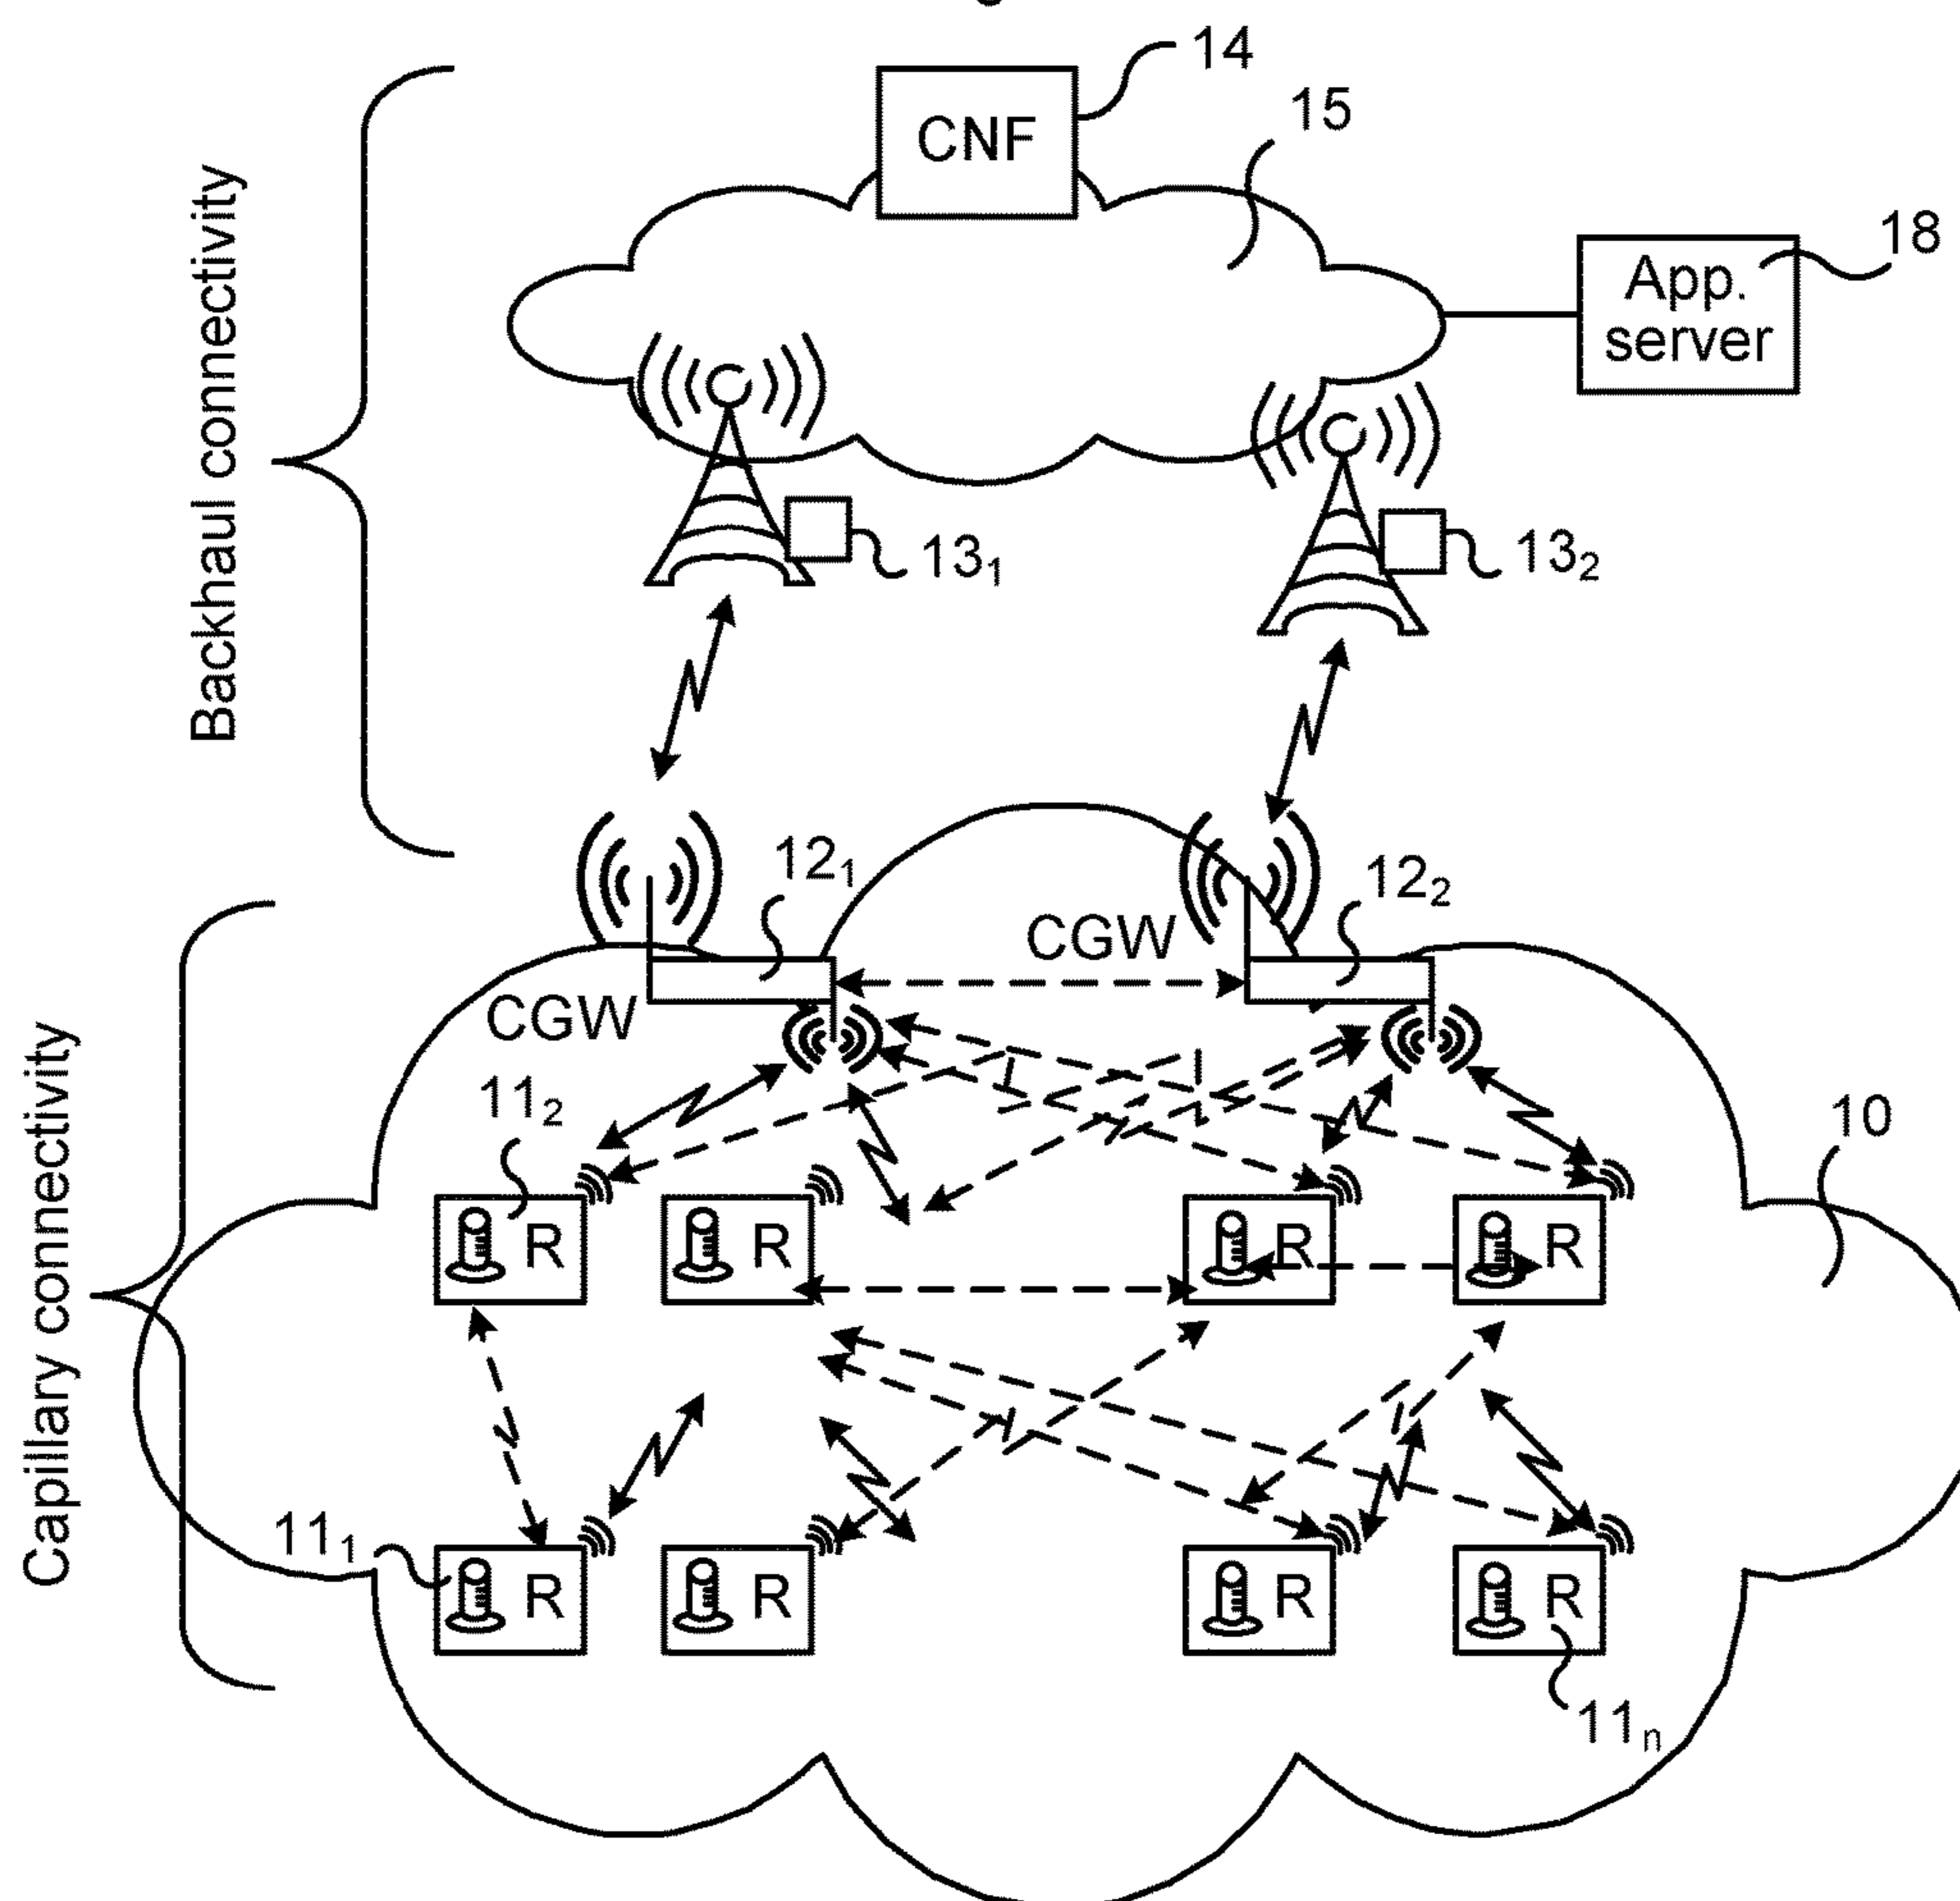 14
CNF
15
18
App.
server
Backhaul connectivity
13₁
13₂
12₁
12₂
CGW
CGW
11₂
10
R
R
R
R
Capillary connectivity
11₁
R
R
R
R
11ₙ